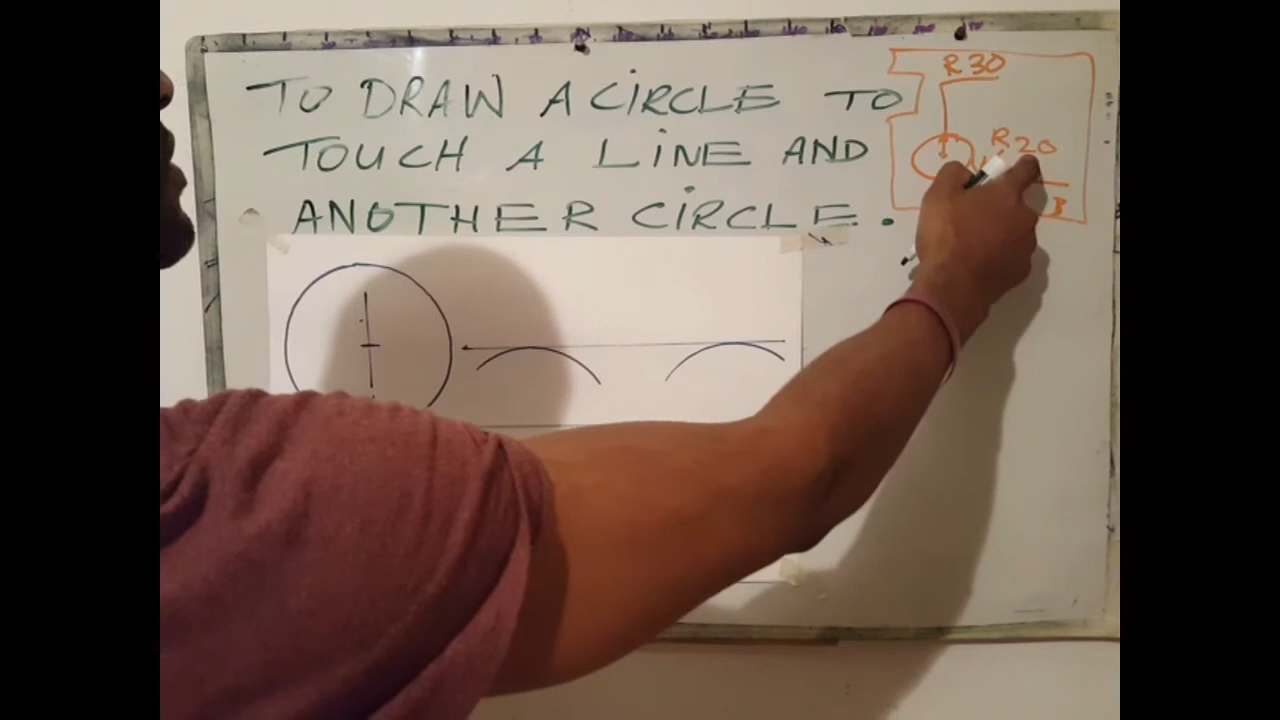 TO DRAW A CIRCLE TO
TOUCH A LINE AND
ANOTHER CIRCLE.
R30
R20
B